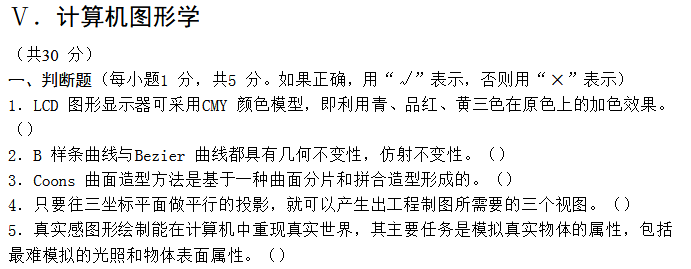 Ⅴ．计算机图形学
（共30 分）
一、判断题（每小题1 分，共5 分。如果正确，用“√”表示，否则用“×”表示）
1．LCD 图形显示器可采用CMY 颜色模型，即利用青、品红、黄三色在原色上的加色效果。
（）
2．B 样条曲线与Bezier 曲线都具有几何不变性，仿射不变性。（）
3．Coons 曲面造型方法是基于一种曲面分片和拼合造型形成的。（）
4．只要往三坐标平面做平行的投影，就可以产生出工程制图所需要的三个视图。（）
5．真实感图形绘制能在计算机中重现真实世界，其主要任务是模拟真实物体的属性，包括
最难模拟的光照和物体表面属性。（）